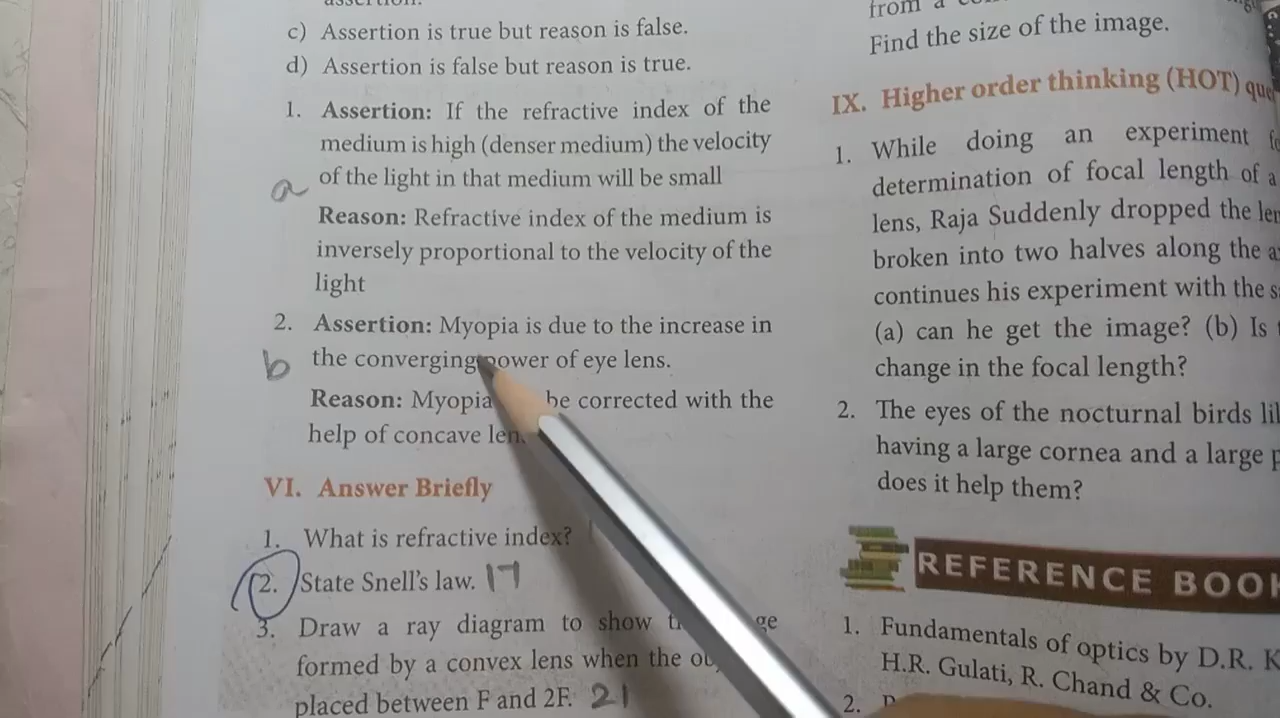 c) Assertion is true but reason is false.
d) Assertion is false but reason is true.
1. Assertion: If the refractive index of the
medium is high (denser medium) the velocity
of the light in that medium will be small
a
Reason: Refractive index of the medium is
inversely proportional to the velocity of the
light
2. Assertion: Myopia is due to the increase in
the converging power of eye lens.
b
Reason: Myopia be corrected with the
help of concave
VI. Answer Briefly
1. What is refractive index?
2. State Snell's law. 17
3. Draw a ray diagram to show
formed by a convex lens when the
placed between F and 2F. 21
from a
Find the size of the image.
IX. Higher order thinking (HOT)
1. While doing an experiment
determination of focal length of a
lens, Raja Suddenly dropped the
broken into two halves along the
continues his experiment with the
(a) can he get the image? (b) Is
change in the focal length?
2. The eyes of the nocturnal birds
having a large cornea and a large
does it help them?
REFERENCE
1. Fundamentals of optics by D.R. K
H.R. Gulati, R. Chand & Co.
2.